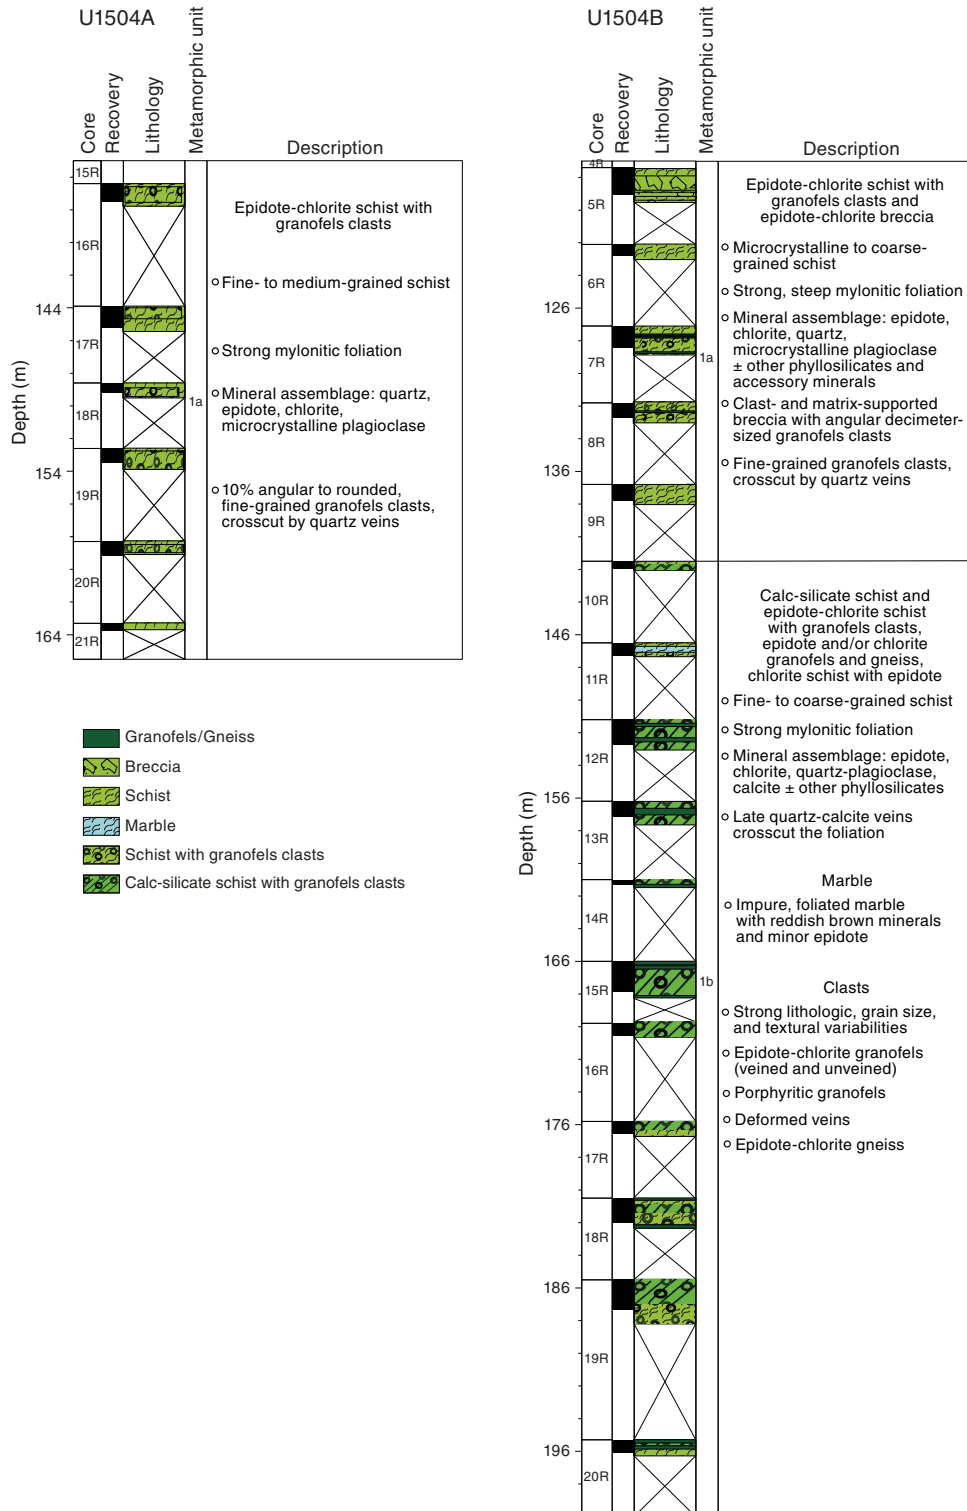 U1504A
Core
Recovery
Lithology
Metamorphic unit
Description
Depth (m)
144
154
164
15R
16R
17R
18R
19R
20R
21R
1a
Epidote-chlorite schist with
granofels clasts
Fine- to medium-grained schist
Strong mylonitic foliation
Mineral assemblage: quartz,
epidote, chlorite,
microcrystalline plagioclase
10% angular to rounded,
fine-grained granofels clasts,
crosscut by quartz veins
Granofels/Gneiss
Breccia
Schist
Marble
Schist with granofels clasts
Calc-silicate schist with granofels clasts
U1504B
Core
Recovery
Lithology
Metamorphic unit
Description
Depth (m)
126
136
146
156
166
176
186
196
4R
5R
6R
7R
8R
9R
10R
11R
12R
13R
14R
15R
16R
17R
18R
19R
20R
1a
1b
Epidote-chlorite schist with
granofels clasts and
epidote-chlorite breccia
Microcrystalline to coarse-
grained schist
Strong, steep mylonitic foliation
Mineral assemblage: epidote,
chlorite, quartz,
microcrystalline plagioclase
± other phyllosilicates and
accessory minerals
Clast- and matrix-supported
breccia with angular decimeter-
sized granofels clasts
Fine-grained granofels clasts,
crosscut by quartz veins
Calc-silicate schist and
epidote-chlorite schist
with granofels clasts,
epidote and/or chlorite
granofels and gneiss,
chlorite schist with epidote
Fine- to coarse-grained schist
Strong mylonitic foliation
Mineral assemblage: epidote,
chlorite, quartz-plagioclase,
calcite ± other phyllosilicates
Late quartz-calcite veins
crosscut the foliation
Marble
Impure, foliated marble
with reddish brown minerals
and minor epidote
Clasts
Strong lithologic, grain size,
and textural variabilities
Epidote-chlorite granofels
(veined and unveined)
Porphyritic granofels
Deformed veins
Epidote-chlorite gneiss